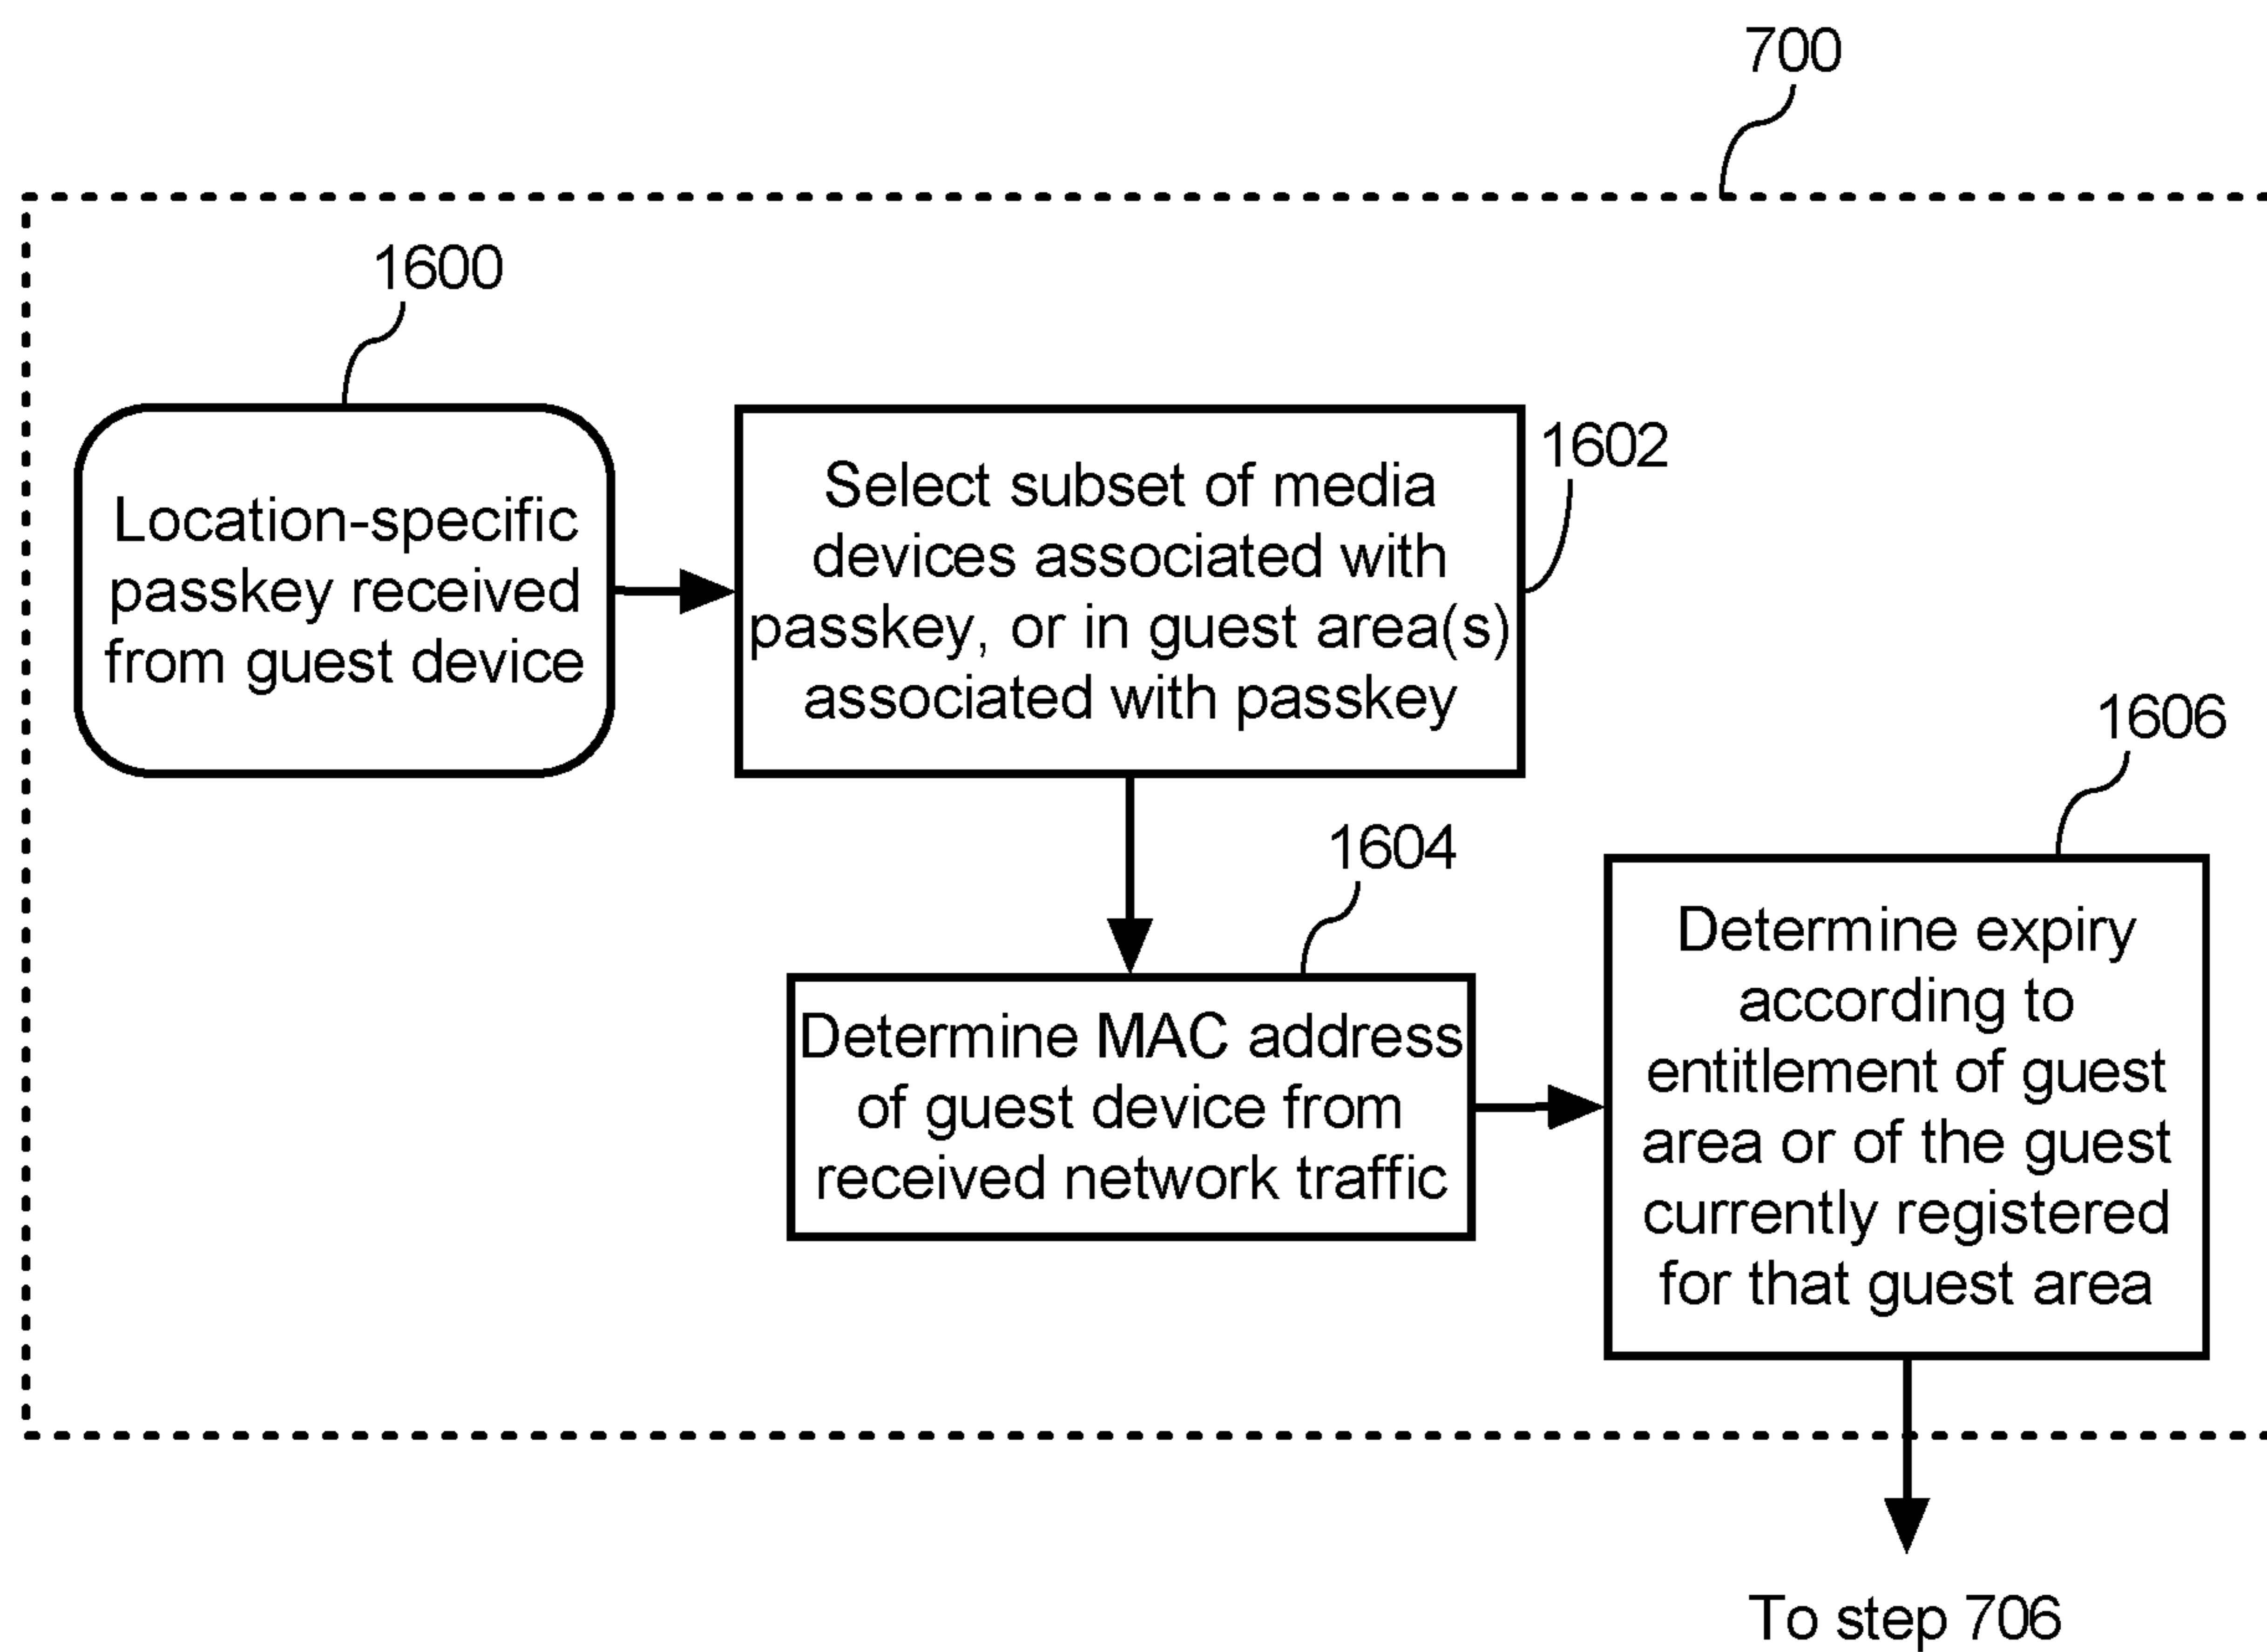 700
1600
Location-specific
passkey received
from guest device
1602
Select subset of media
devices associated with
passkey, or in guest area(s)
associated with passkey
1604
Determine MAC address
of guest device from
received network traffic
1606
Determine expiry
according to
entitlement of guest
area or of the guest
currently registered
for that guest area
To step 706